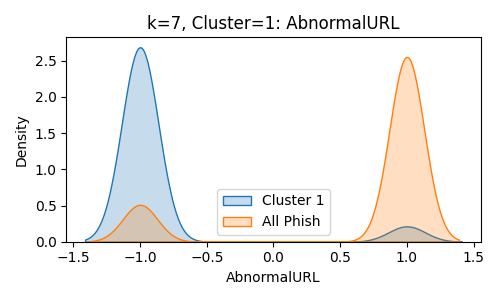 k=7, Cluster=1: AbnormalURL
Density
2.5
2.0
1.5
1.0
0.5
0.0
Cluster 1
All Phish
−1.5 −1.0 −0.5 0.0 0.5 1.0 1.5
AbnormalURL